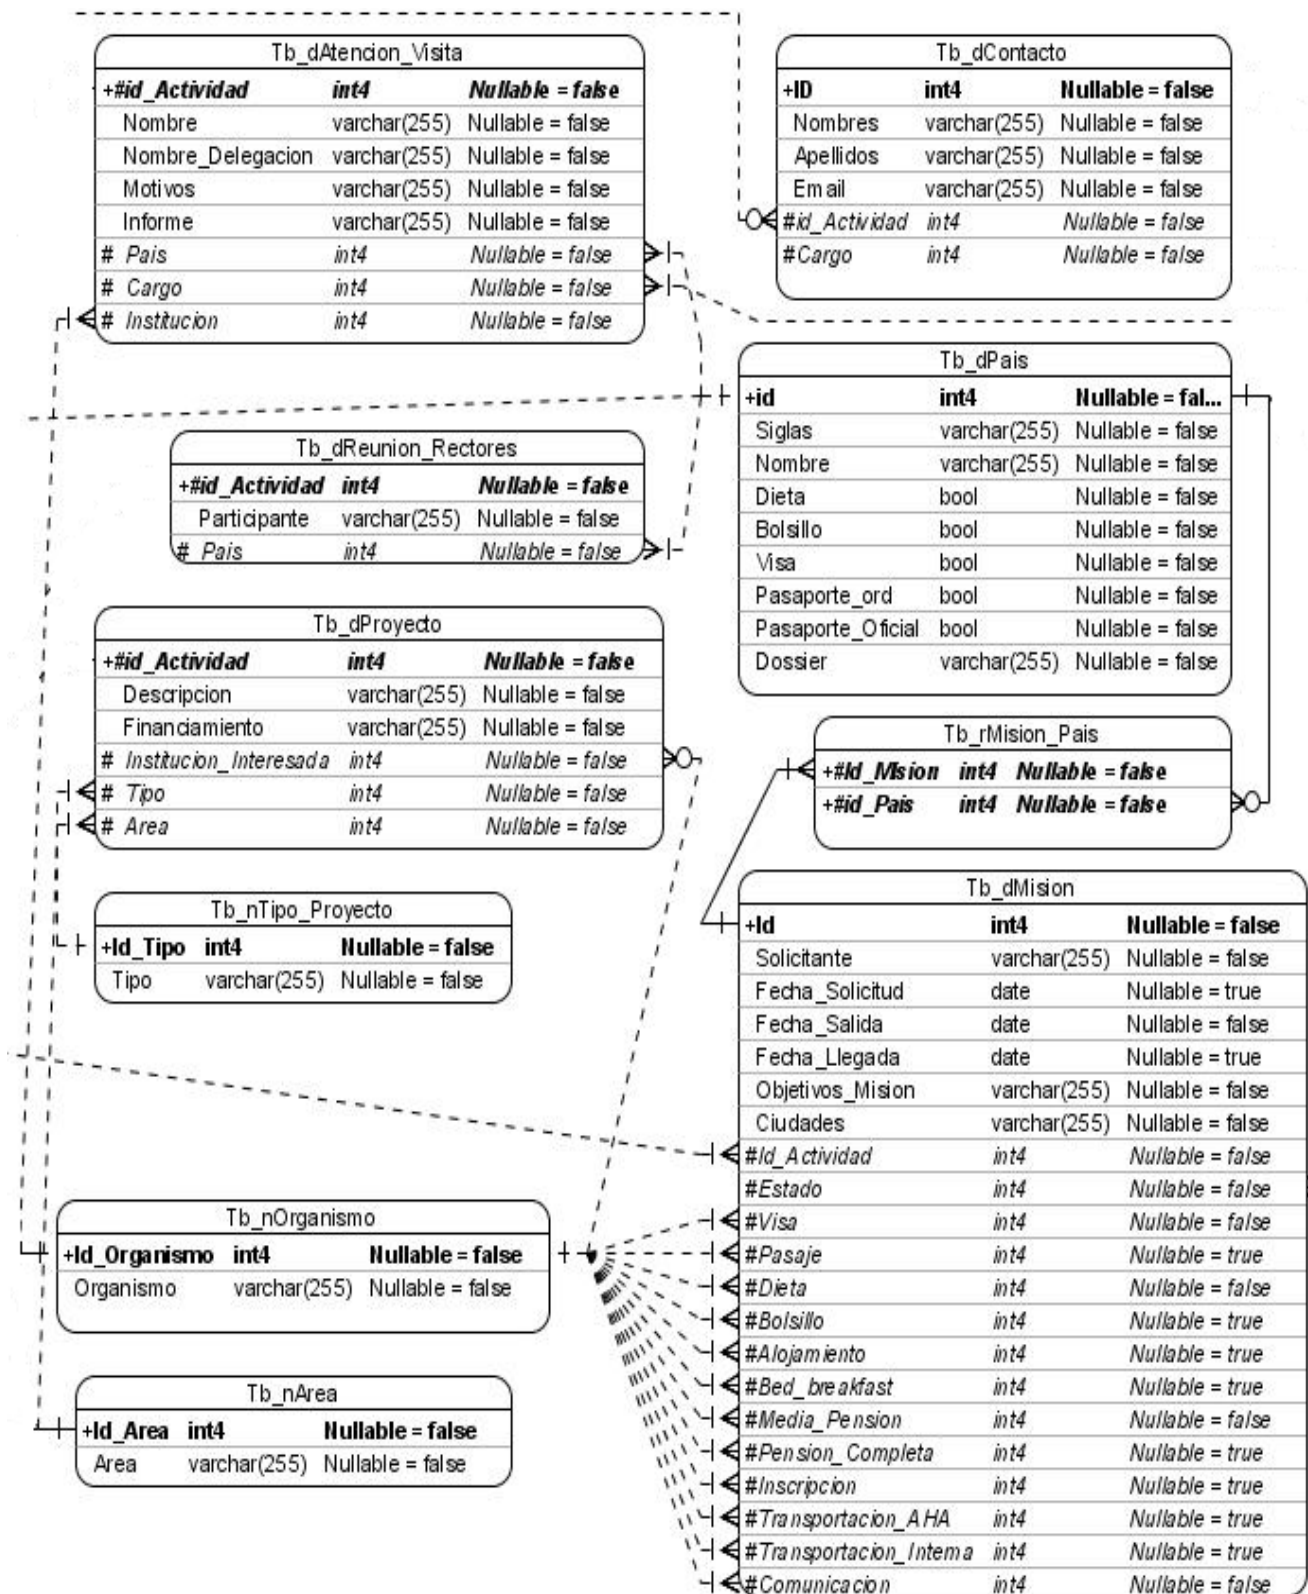 Tb_dAtencion_Visita
+#id_Actividad int4 Nullable = false
Nombre varchar(255) Nullable = false
Nombre_Delegacion varchar(255) Nullable = false
Motivos varchar(255) Nullable = false
Informe varchar(255) Nullable = false
# Pais int4 Nullable = false
# Cargo int4 Nullable = false
# Institucion int4 Nullable = false
Tb_dContacto
+ID int4 Nullable = false
Nombres varchar(255) Nullable = false
Apellidos varchar(255) Nullable = false
Email varchar(255) Nullable = false
#id_Actividad int4 Nullable = false
#Cargo int4 Nullable = false
Tb_dPais
+id int4 Nullable = fal...
Siglas varchar(255) Nullable = false
Nombre varchar(255) Nullable = false
Dieta bool Nullable = false
Bolsillo bool Nullable = false
Visa bool Nullable = false
Pasaporte_ord bool Nullable = false
Pasaporte_Oficial bool Nullable = false
Dossier varchar(255) Nullable = false
Tb_dReunion_Rectores
+#id_Actividad int4 Nullable = false
Participante varchar(255) Nullable = false
# Pais int4 Nullable = false
Tb_dProyecto
+#id_Actividad int4 Nullable = false
Descripcion varchar(255) Nullable = false
Financiamiento varchar(255) Nullable = false
# Institucion_Interesada int4 Nullable = false
# Tipo int4 Nullable = false
# Area int4 Nullable = false
Tb_rMision_Pais
+#Id_Mision int4 Nullable = false
+#id_Pais int4 Nullable = false
Tb_nTipo_Proyecto
+Id_Tipo int4 Nullable = false
Tipo varchar(255) Nullable = false
Tb_dMision
+Id int4 Nullable = false
Solicitante varchar(255) Nullable = false
Fecha_Solicitud date Nullable = true
Fecha_Salida date Nullable = false
Fecha_Llegada date Nullable = true
Objetivos_Mision varchar(255) Nullable = false
Ciudades varchar(255) Nullable = false
#Id_Actividad int4 Nullable = false
#Estado int4 Nullable = false
#Visa int4 Nullable = false
#Pasaje int4 Nullable = true
#Dieta int4 Nullable = false
#Bolsillo int4 Nullable = true
#Alojamiento int4 Nullable = true
#Bed_breakfast int4 Nullable = true
#Media_Pension int4 Nullable = false
#Pension_Completa int4 Nullable = true
#Inscripcion int4 Nullable = true
#Transportacion_AHA int4 Nullable = true
#Transportacion_Interna int4 Nullable = true
#Comunicacion int4 Nullable = false
Tb_nOrganismo
+Id_Organismo int4 Nullable = false
Organismo varchar(255) Nullable = false
Tb_nArea
+Id_Area int4 Nullable = false
Area varchar(255) Nullable = false